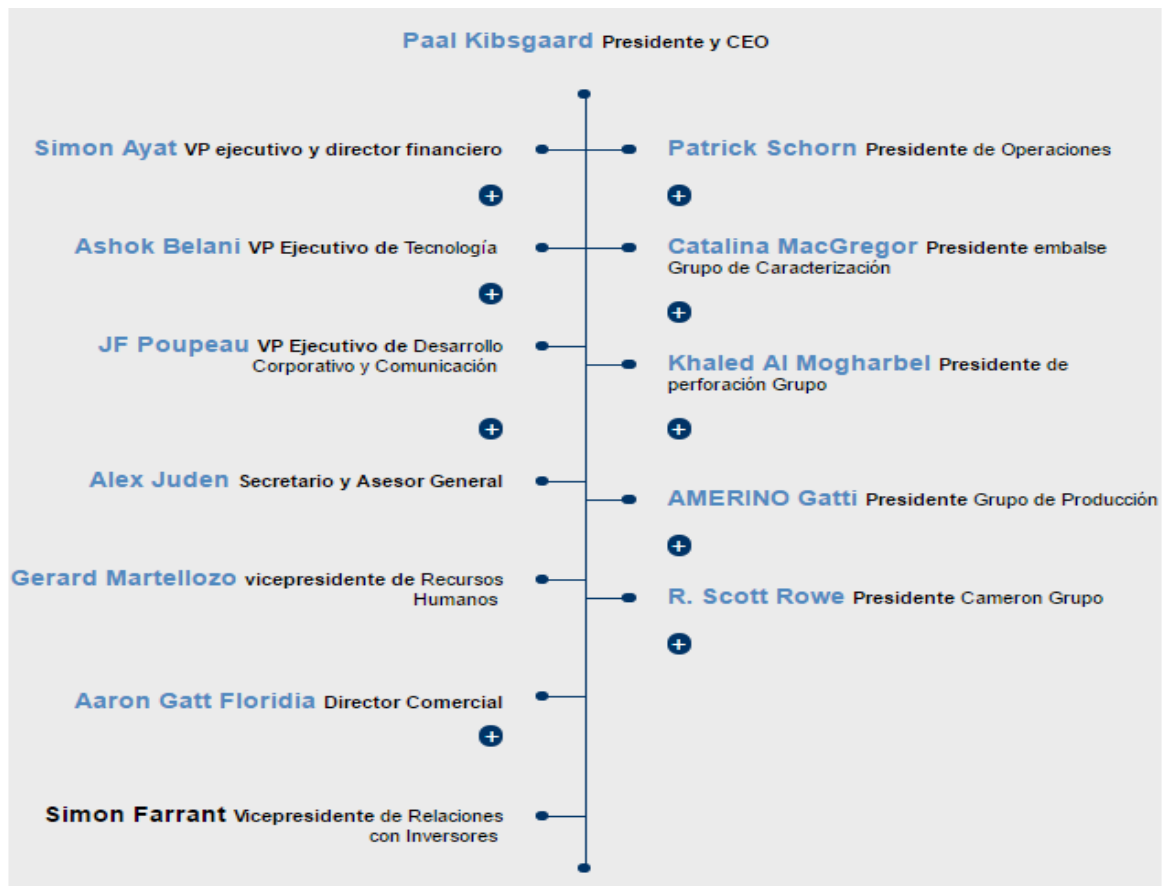 Paal Kibsgaard Presidente y CEO
Simon Ayat VP ejecutivo y director financiero
Patrick Schorn Presidente de Operaciones
Ashok Belani VP Ejecutivo de Tecnología
Catalina MacGregor Presidente embalse
Grupo de Caracterización
JF Poupeau VP Ejecutivo de Desarrollo
Corporativo y Comunicación
Khaled Al Mogharbel Presidente de
perforación Grupo
Alex Juden Secretario y Asesor General
AMERINO Gatti Presidente Grupo de Producción
Gerard Martellozo vicepresidente de Recursos
Humanos
R. Scott Rowe Presidente Cameron Grupo
Aaron Gatt Floridia Director Comercial
Simon Farrant Vicepresidente de Relaciones
con Inversores